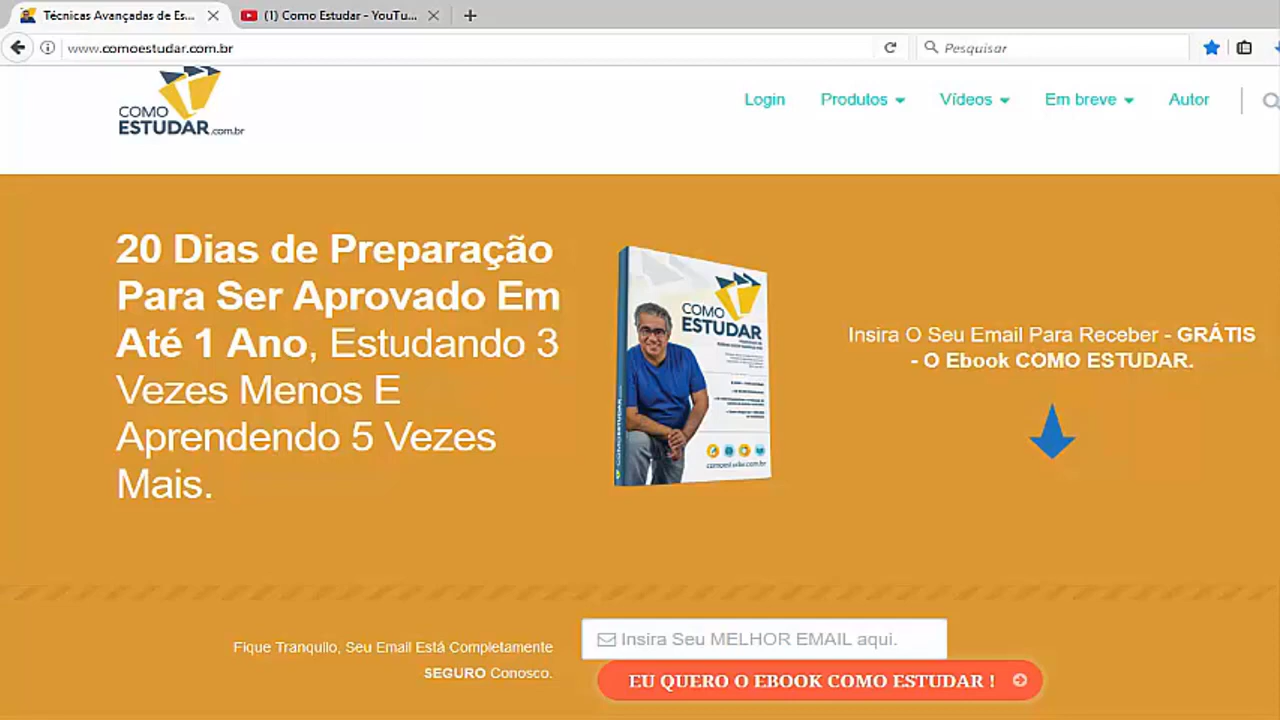 Técnicas Avançadas de Es...
(1) Como Estudar - YouTu...
www.comoestudar.com.br
Pesquisar
COMO
ESTUDAR.com.br
Login
Produtos
Vídeos
Em breve
Autor
20 Dias de Preparação
Para Ser Aprovado Em
Até 1 Ano, Estudando 3
Vezes Menos E
Aprendendo 5 Vezes
Mais.
COMO
ESTUDAR
comoestudar.com.br
Insira O Seu Email Para Receber - GRÁTIS
- O Ebook COMO ESTUDAR.
Fique Tranquilo, Seu Email Está Completamente
SEGURO Conosco.
Insira Seu MELHOR EMAIL aqui.
EU QUERO O EBOOK COMO ESTUDAR !